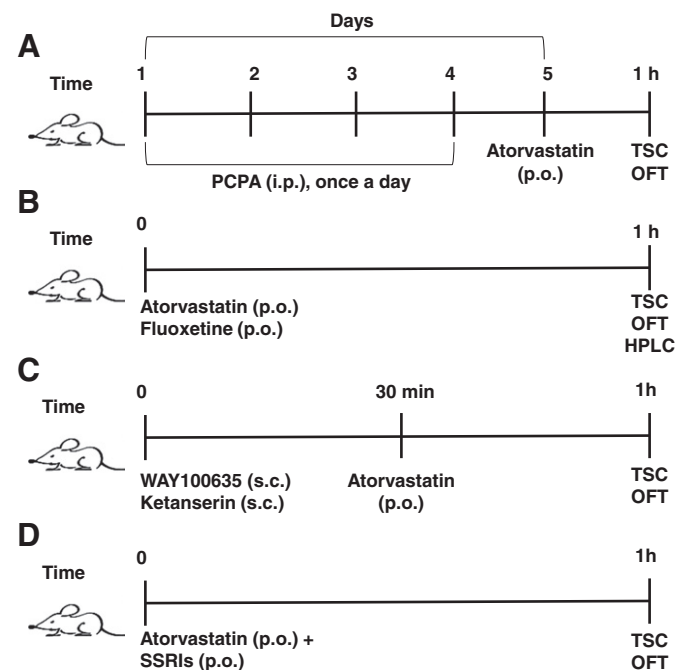 Days
A
Time
1 2 3 4 5 1 h
Atorvastatin
(p.o.)
TSC
OFT
PCPA (i.p.), once a day
B
Time
0
1 h
Atorvastatin (p.o.)
Fluoxetine (p.o.)
TSC
OFT
HPLC
C
Time
0
30 min
1h
WAY100635 (s.c.)
Ketanserin (s.c.)
Atorvastatin
(p.o.)
TSC
OFT
D
Time
0
1h
Atorvastatin (p.o.) +
SSRIs (p.o.)
TSC
OFT